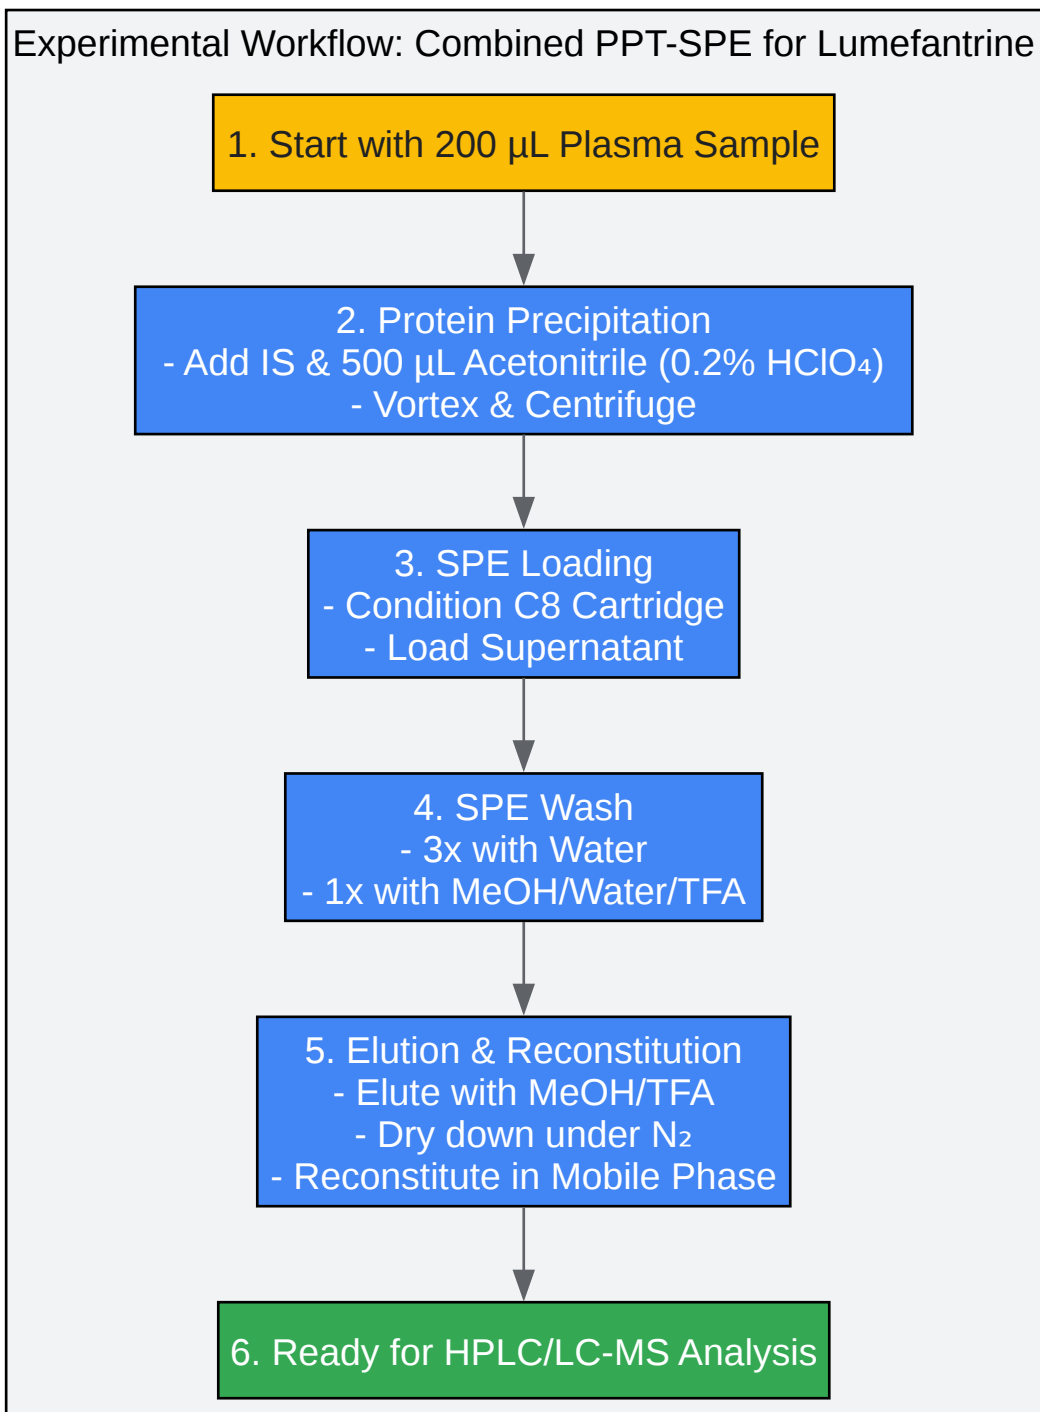 Experimental Workflow: Combined PPT-SPE for Lumefantrine
1. Start with 200 µL Plasma Sample
2. Protein Precipitation
- Add IS & 500 µL Acetonitrile (0.2% HClO₄)
- Vortex & Centrifuge
3. SPE Loading
- Condition C8 Cartridge
- Load Supernatant
4. SPE Wash
- 3x with Water
- 1x with MeOH/Water/TFA
5. Elution & Reconstitution
- Elute with MeOH/TFA
- Dry down under N₂
- Reconstitute in Mobile Phase
6. Ready for HPLC/LC-MS Analysis